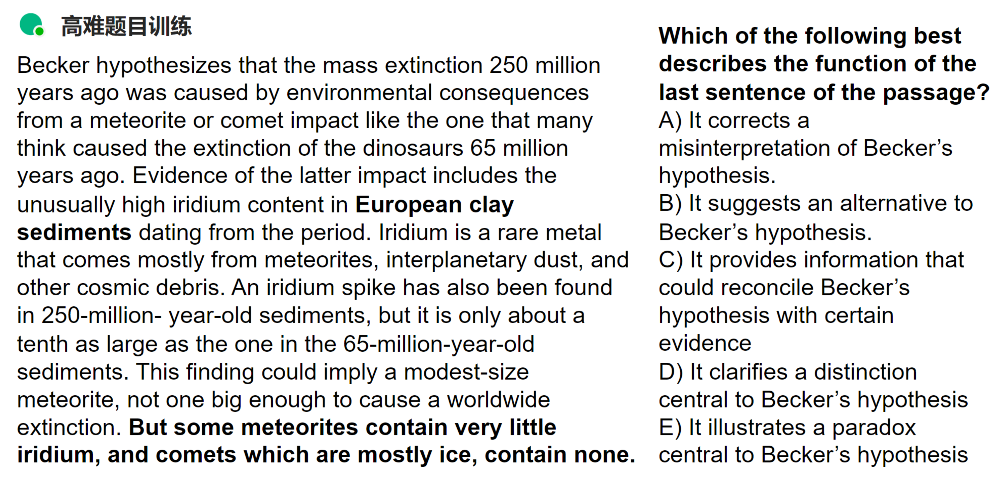 高难题目训练
Becker hypothesizes that the mass extinction 250 million
years ago was caused by environmental consequences
from a meteorite or comet impact like the one that many
think caused the extinction of the dinosaurs 65 million
years ago. Evidence of the latter impact includes the
unusually high iridium content in European clay
sediments dating from the period. Iridium is a rare metal
that comes mostly from meteorites, interplanetary dust, and
other cosmic debris. An iridium spike has also been found
in 250-million- year-old sediments, but it is only about a
tenth as large as the one in the 65-million-year-old
sediments. This finding could imply a modest-size
meteorite, not one big enough to cause a worldwide
extinction. But some meteorites contain very little
iridium, and comets which are mostly ice, contain none.
Which of the following best
describes the function of the
last sentence of the passage?
A) It corrects a
misinterpretation of Becker’s
hypothesis.
B) It suggests an alternative to
Becker’s hypothesis.
C) It provides information that
could reconcile Becker’s
hypothesis with certain
evidence
D) It clarifies a distinction
central to Becker’s hypothesis
E) It illustrates a paradox
central to Becker’s hypothesis